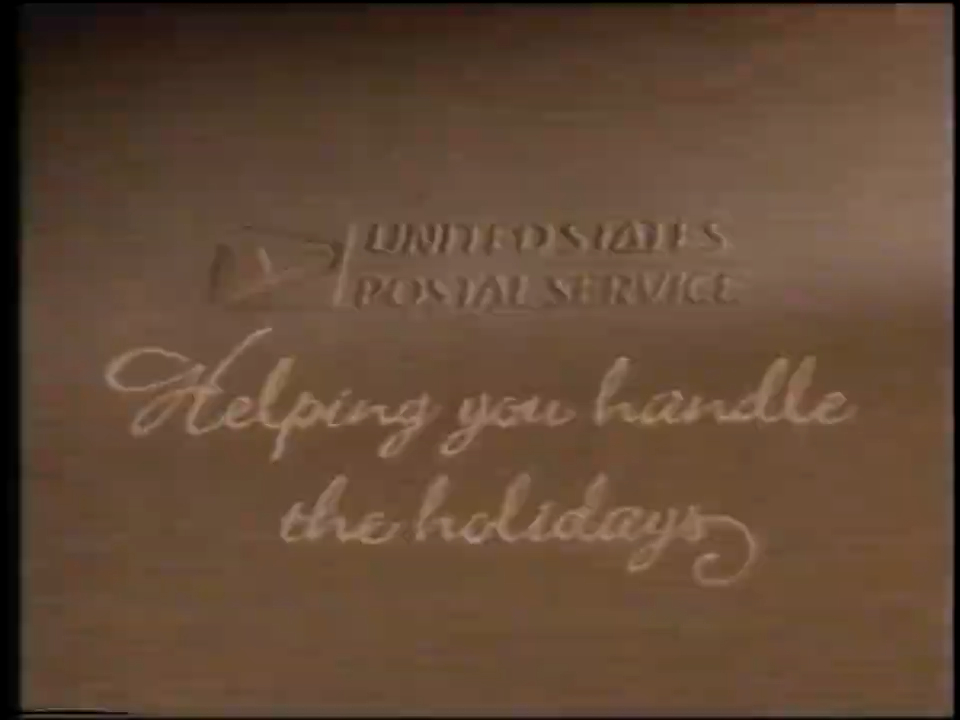 UNITED STATES
POSTAL SERVICE
Helping you handle
the holidays